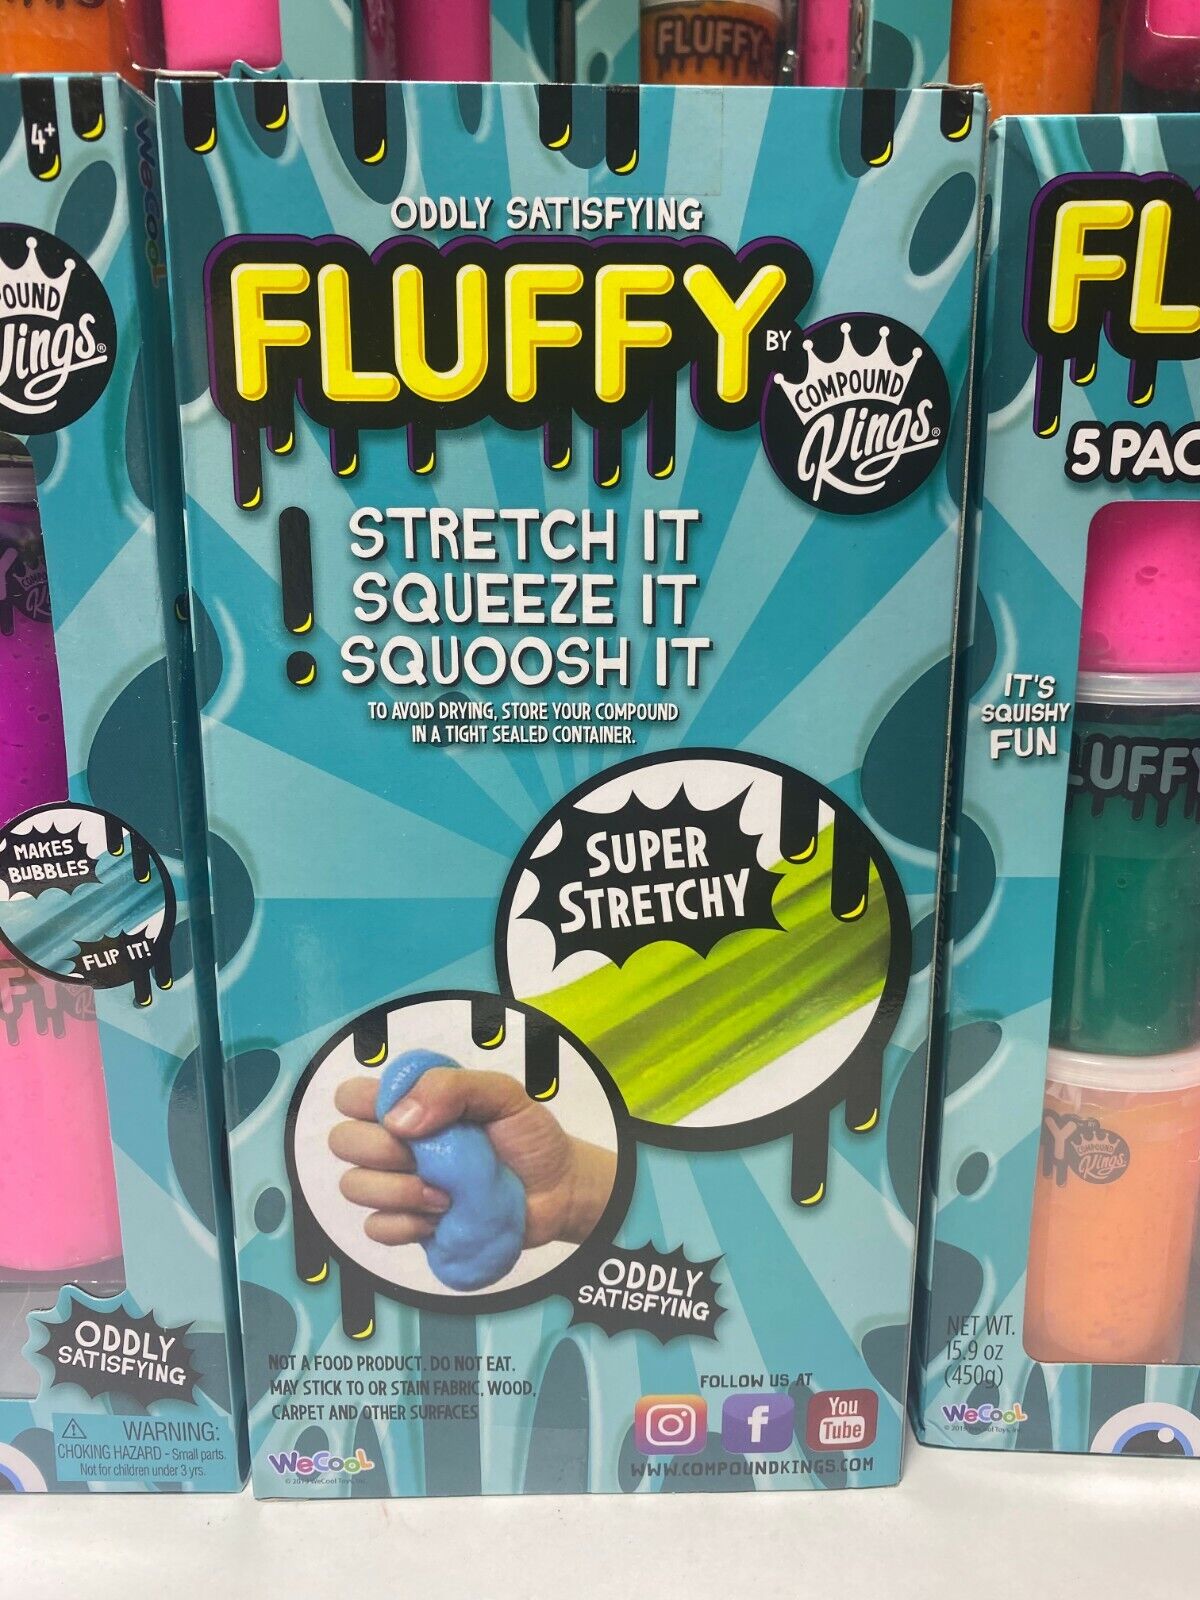 FLUFFY
4+
WeCool
OUND
Kings®
MAKES
BUBBLES
FLIP IT!
ODDLY
SATISFYING
WARNING:
CHOKING HAZARD - Small parts.
Not for children under 3 yrs.
ODDLY SATISFYING
FLUFFY
BY
COMPOUND
Kings®
STRETCH IT
SQUEEZE IT
SQUOOSH IT
TO AVOID DRYING, STORE YOUR COMPOUND
IN A TIGHT SEALED CONTAINER.
SUPER
STRETCHY
ODDLY
SATISFYING
NOT A FOOD PRODUCT. DO NOT EAT.
MAY STICK TO OR STAIN FABRIC, WOOD,
CARPET AND OTHER SURFACES
WeCool
FOLLOW US AT
f
You
Tube
WWW.COMPOUNDKINGS.COM
FL
5 PAC
IT'S
SQUISHY
FUN
LUFFY
Y
COMPOUND
Kings
NET WT.
15.9 oz
(450g)
WeCool